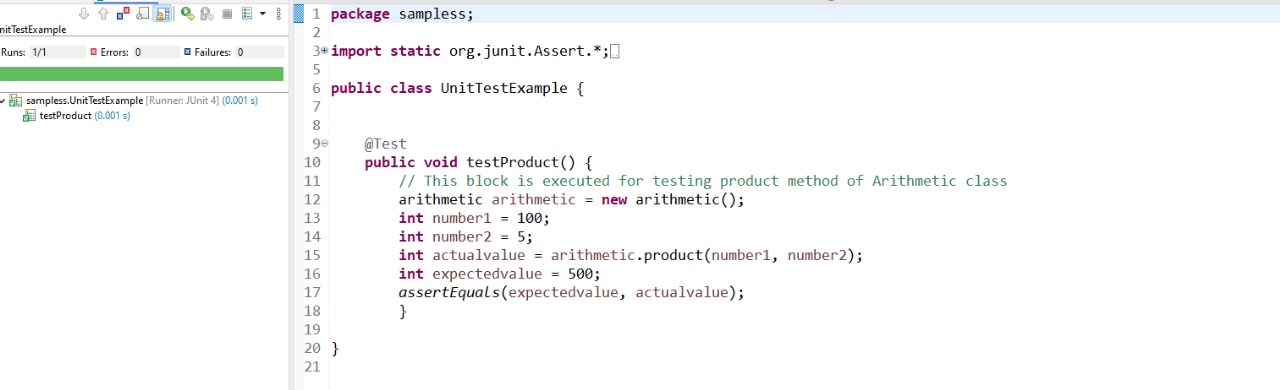 nitTestExample
Runs: 1/1 Errors: 0 Failures: 0
sampless.UnitTestExample [Runner: JUnit 4] (0.001 s)
testProduct (0.001 s)
1 package sampless;
2
3 import static org.junit.Assert.*;
5
6 public class UnitTestExample {
7
8
9 @Test
10 public void testProduct() {
11 // This block is executed for testing product method of Arithmetic class
12 arithmetic arithmetic = new arithmetic();
13 int number1 = 100;
14 int number2 = 5;
15 int actualvalue = arithmetic.product(number1, number2);
16 int expectedvalue = 500;
17 assertEquals(expectedvalue, actualvalue);
18 }
19
20 }
21